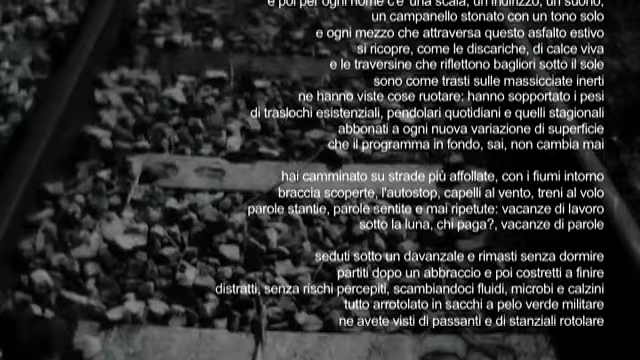 e poi per ogni nome c'è una scala, un indirizzo, un suono,
un campanello stonato con un tono solo
e ogni mezzo che attraversa questo asfalto estivo
si ricopre, come le discariche, di calce viva
e le traversine che riflettono bagliori sotto il sole
sono come trasti sulle massicciate inerti
ne hanno viste cose ruotare: hanno sopportato i pesi
di traslochi esistenziali, pendolari quotidiani e quelli stagionali
abbonati a ogni nuova variazione di superficie
che il programma in fondo, sai, non cambia mai
hai camminato su strade più affollate, con i fiumi intorno
braccia scoperte, l'autostop, capelli al vento, treni al volo
parole stantie, parole sentite e mai ripetute: vacanze di lavoro
sotto la luna, chi paga?, vacanze di parole
seduti sotto un davanzale e rimasti senza dormire
partiti dopo un abbraccio e poi costretti a finire
distratti, senza rischi percepiti, scambiandoci fluidi, microbi e calzini
tutto arrotolato in sacchi a pelo verde militare
ne avete visti di passanti e di stanziali rotolare